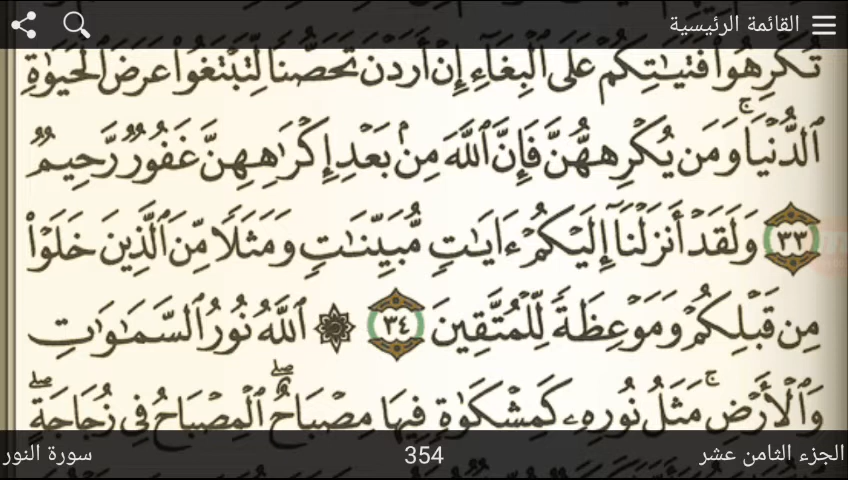 القائمة الرئيسية
تُكْرِهُوا۟ فَتَيَـٰتِكُمْ عَلَى ٱلْبِغَآءِ إِنْ أَرَدْنَ تَحَصُّنًا لِّتَبْتَغُوا۟ عَرَضَ ٱلْحَيَوٰةِ
ٱلدُّنْيَا ۚ وَمَن يُكْرِههُّنَّ فَإِنَّ ٱللَّهَ مِنۢ بَعْدِ إِكْرَٰهِهِنَّ غَفُورٌ رَّحِيمٌ
٣٣ وَلَقَدْ أَنزَلْنَآ إِلَيْكُمْ ءَايَـٰتٍ مُّبَيِّنَـٰتٍ وَمَثَلًا مِّنَ ٱلَّذِينَ خَلَوْا۟
مِن قَبْلِكُمْ وَمَوْعِظَةً لِّلْمُتَّقِينَ ٣٤ ۞ ٱللَّهُ نُورُ ٱلسَّمَـٰوَٰتِ
وَٱلْأَرْضِ ۚ مَثَلُ نُورِهِۦ كَمِشْكَوٰةٍ فِيهَا مِصْبَاحٌ ۖ ٱلْمِصْبَاحُ فِى زُجَاجَةٍ ۖ
الجزء الثامن عشر 354 سورة النور